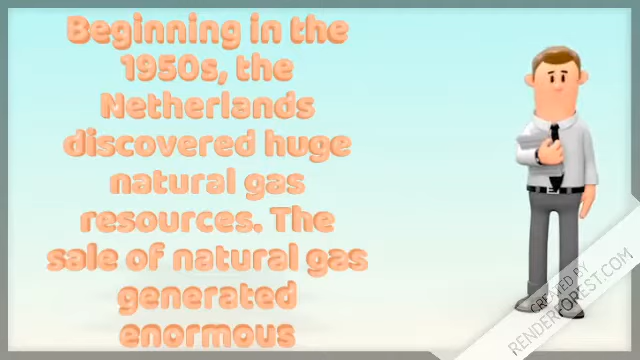 Beginning in the
1950s, the
Netherlands
discovered huge
natural gas
resources. The
sale of natural gas
generated
enormous
CREATED BY
RENDERFOREST.COM